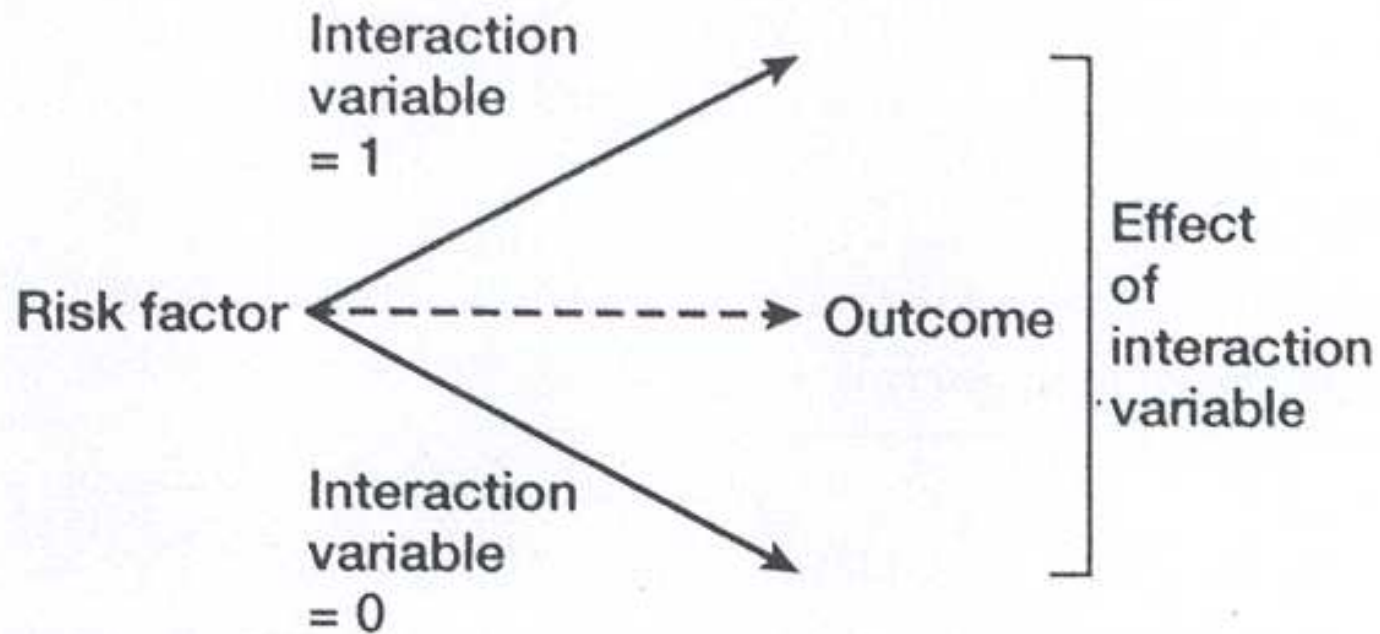 Interaction
variable
= 1
Risk factor
Outcome
Effect
of
interaction
variable
Interaction
variable
= 0